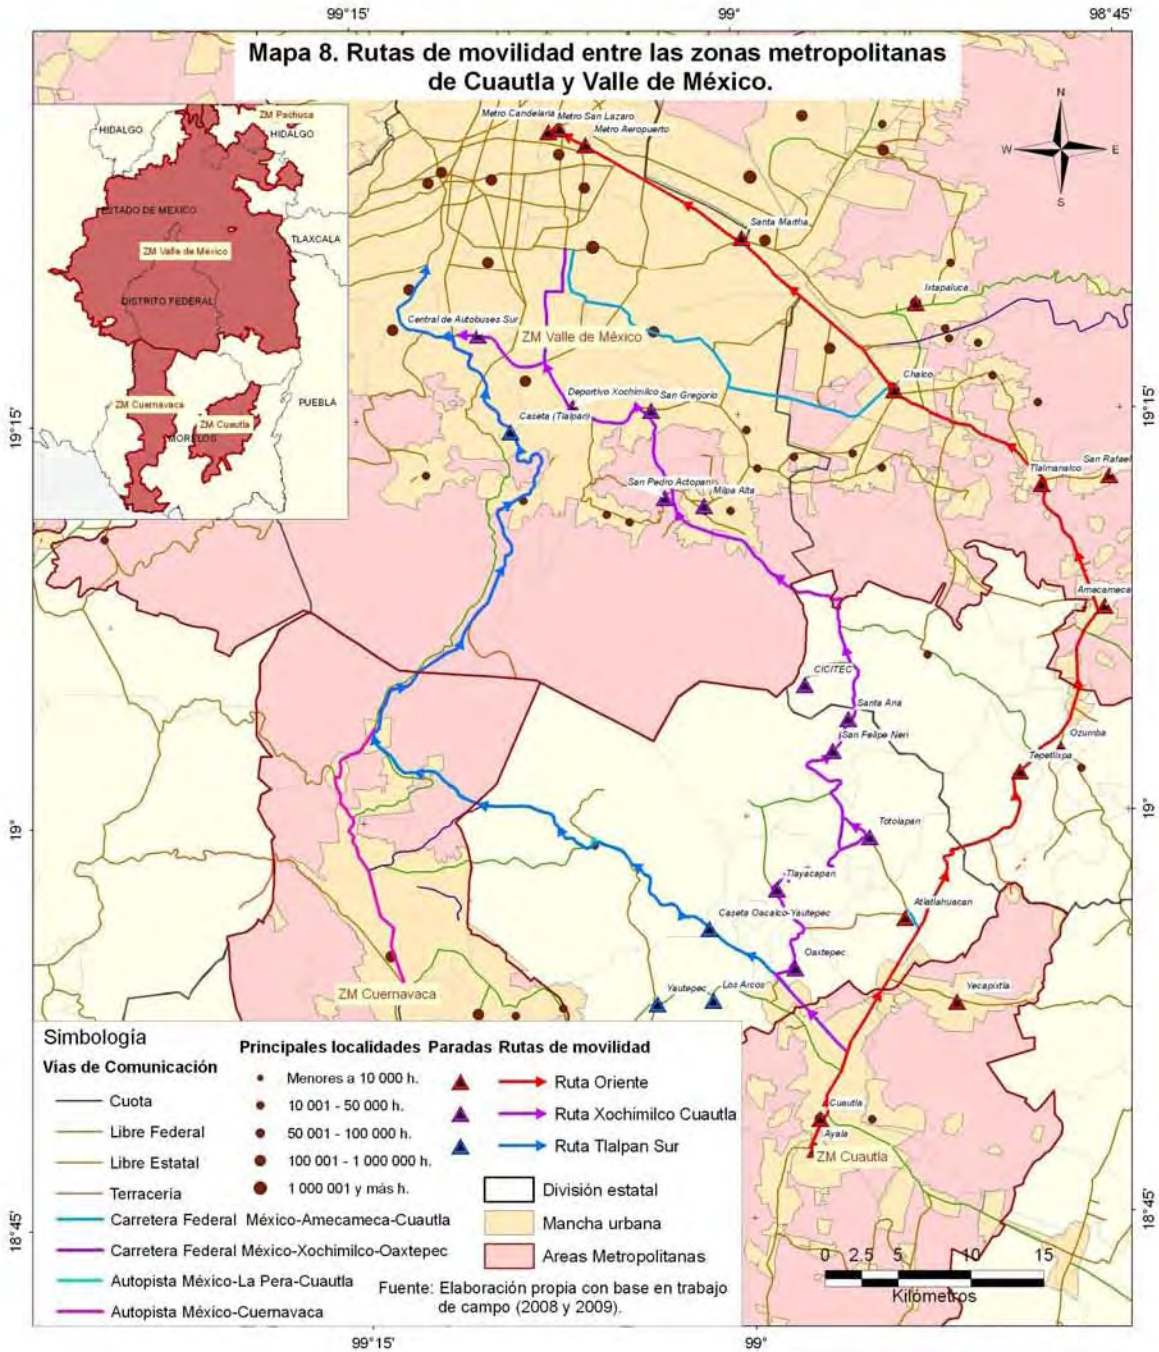 99°15'
99°
98°45'
Mapa 8. Rutas de movilidad entre las zonas metropolitanas
de Cuautla y Valle de México.
ZM Pachuca
HIDALGO
HIDALGO
ESTADO DE MEXICO
TLAXCALA
ZM Valle de México
DISTRITO FEDERAL
PUEBLA
ZM Cuernavaca
ZM Cuautla
MORELOS
N
W
E
S
Metro Candelaria
Metro San Lazaro
Metro Aeropuerto
Santa Martha
Ixtapaluca
Central de Autobuses Sur
ZM Valle de México
Chalco
Deportivo Xochimilco
San Gregorio
Caseta (Tlalpan)
19°15'
19°15'
San Rafael
Tlalmanalco
San Pedro Actopan
Milpa Alta
Amecameca
CICITEC
Santa Ana
San Felipe Neri
Ozumba
Tepetlixpa
19°
19°
Totolapan
Tlayacapan
Atlatlahuacan
Caseta Oacalco-Yautepec
Oaxtepec
Yautepec
Los Arcos
Yecapixtla
ZM Cuernavaca
Cuautla
Ayala
ZM Cuautla
Simbología
Vias de Comunicación
Cuota
Libre Federal
Libre Estatal
Terracería
Carretera Federal México-Amecameca-Cuautla
Carretera Federal México-Xochimilco-Oaxtepec
Autopista México-La Pera-Cuautla
Autopista México-Cuernavaca
Principales localidades
Menores a 10 000 h.
10 001 - 50 000 h.
50 001 - 100 000 h.
100 001 - 1 000 000 h.
1 000 001 y más h.
Paradas
Rutas de movilidad
Ruta Oriente
Ruta Xochimilco Cuautla
Ruta Tlalpan Sur
División estatal
Mancha urbana
Areas Metropolitanas
Fuente: Elaboración propia con base en trabajo
de campo (2008 y 2009).
0 2.5 5 10 15
Kilómetros
18°45'
18°45'
99°15'
99°